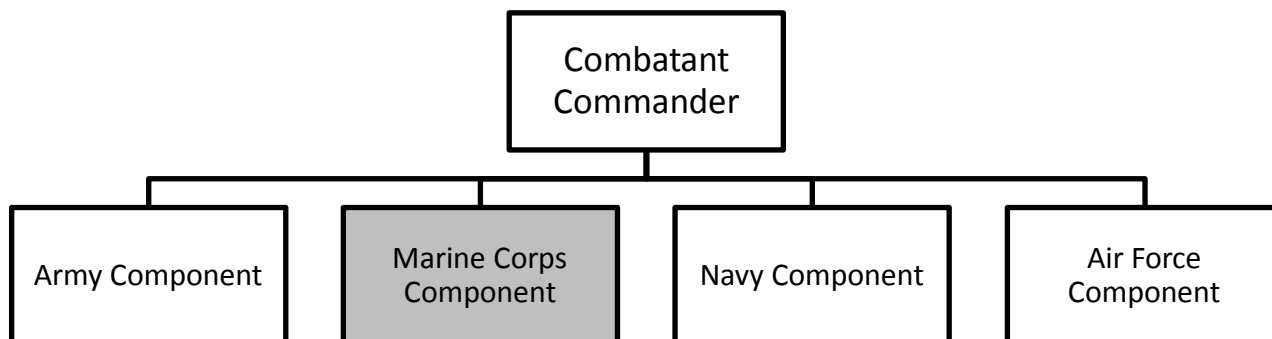 Combatant
Commander
Army Component
Marine Corps
Component
Navy Component
Air Force
Component